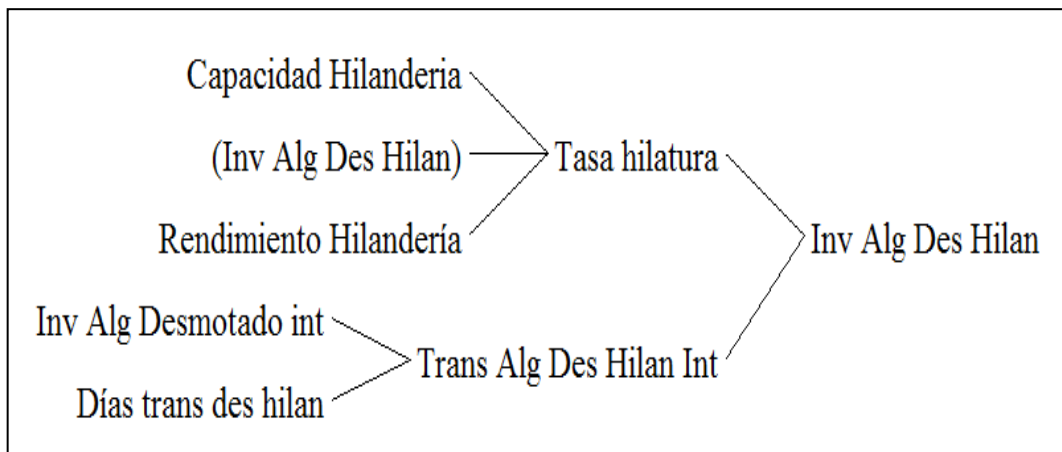 Capacidad Hilanderia
(Inv Alg Des Hilan)
Tasa hilatura
Rendimiento Hilandería
Inv Alg Des Hilan
Inv Alg Desmotado int
Trans Alg Des Hilan Int
Días trans des hilan